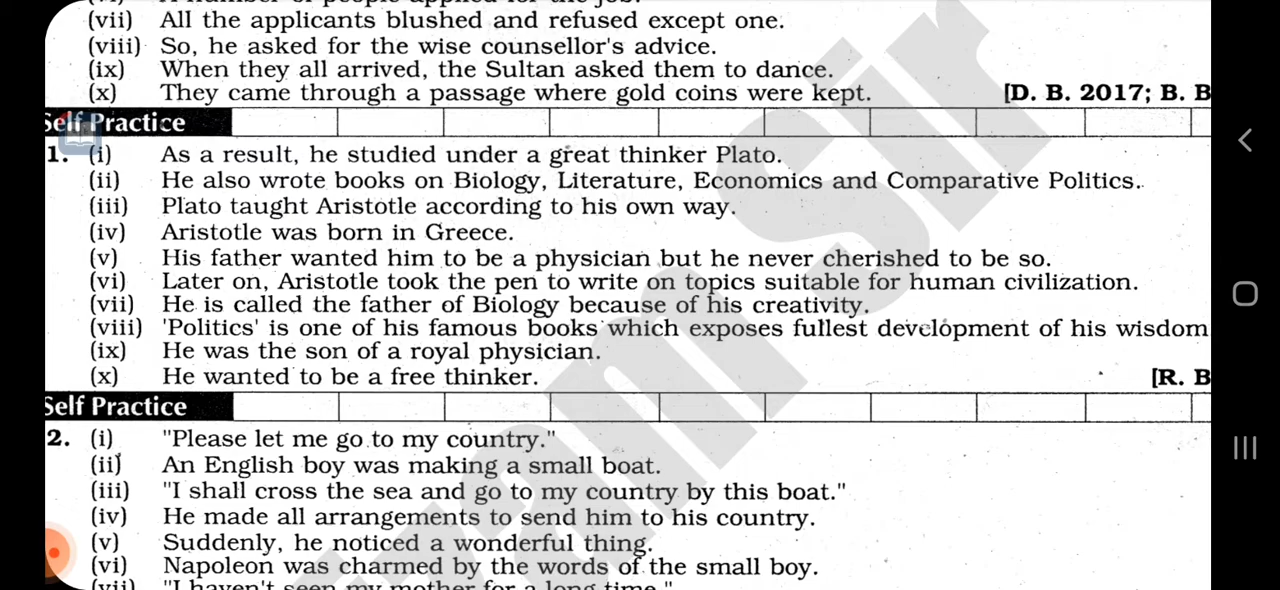 (vii) All the applicants blushed and refused except one.
(viii) So, he asked for the wise counsellor's advice.
(ix) When they all arrived, the Sultan asked them to dance.
(x) They came through a passage where gold coins were kept. [D. B. 2017; B. B
Self Practice
1. (i) As a result, he studied under a great thinker Plato.
(ii) He also wrote books on Biology, Literature, Economics and Comparative Politics.
(iii) Plato taught Aristotle according to his own way.
(iv) Aristotle was born in Greece.
(v) His father wanted him to be a physician but he never cherished to be so.
(vi) Later on, Aristotle took the pen to write on topics suitable for human civilization.
(vii) He is called the father of Biology because of his creativity.
(viii) 'Politics' is one of his famous books which exposes fullest development of his wisdom
(ix) He was the son of a royal physician.
(x) He wanted to be a free thinker. [R. B
Self Practice
2. (i) "Please let me go to my country."
(ii) An English boy was making a small boat.
(iii) "I shall cross the sea and go to my country by this boat."
(iv) He made all arrangements to send him to his country.
(v) Suddenly, he noticed a wonderful thing.
(vi) Napoleon was charmed by the words of the small boy.
(vii) "I haven't seen my mother for a long time."